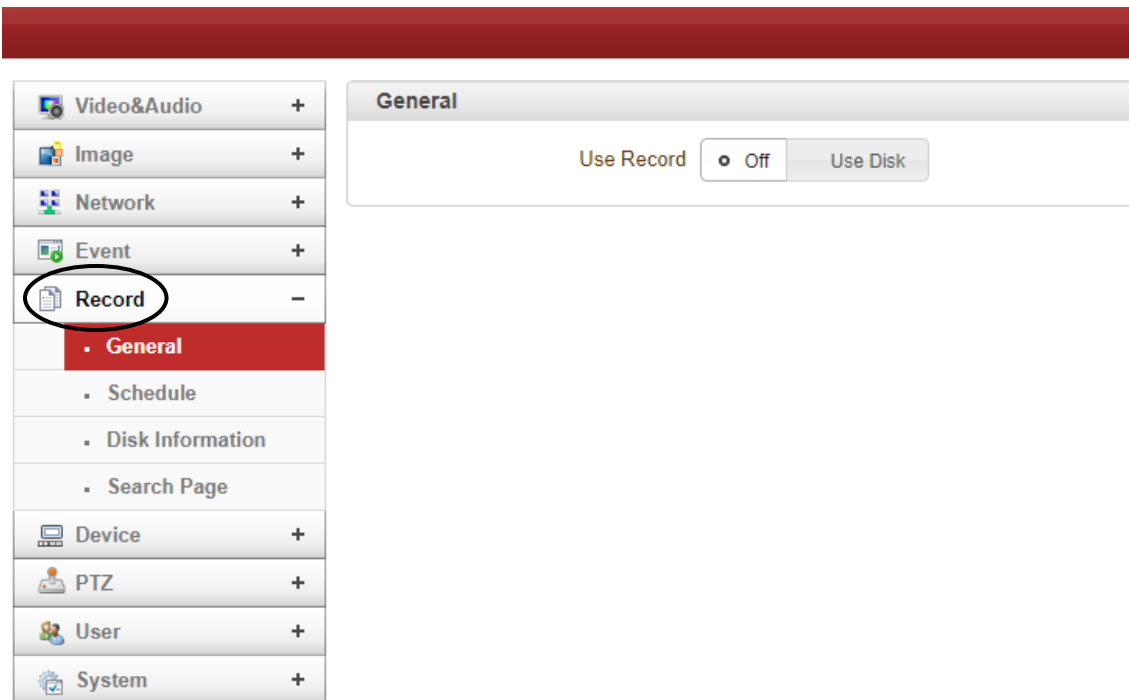 Video&Audio +
Image +
Network +
Event +
Record −
General
Schedule
Disk Information
Search Page
Device +
PTZ +
User +
System +
General
Use Record Off Use Disk